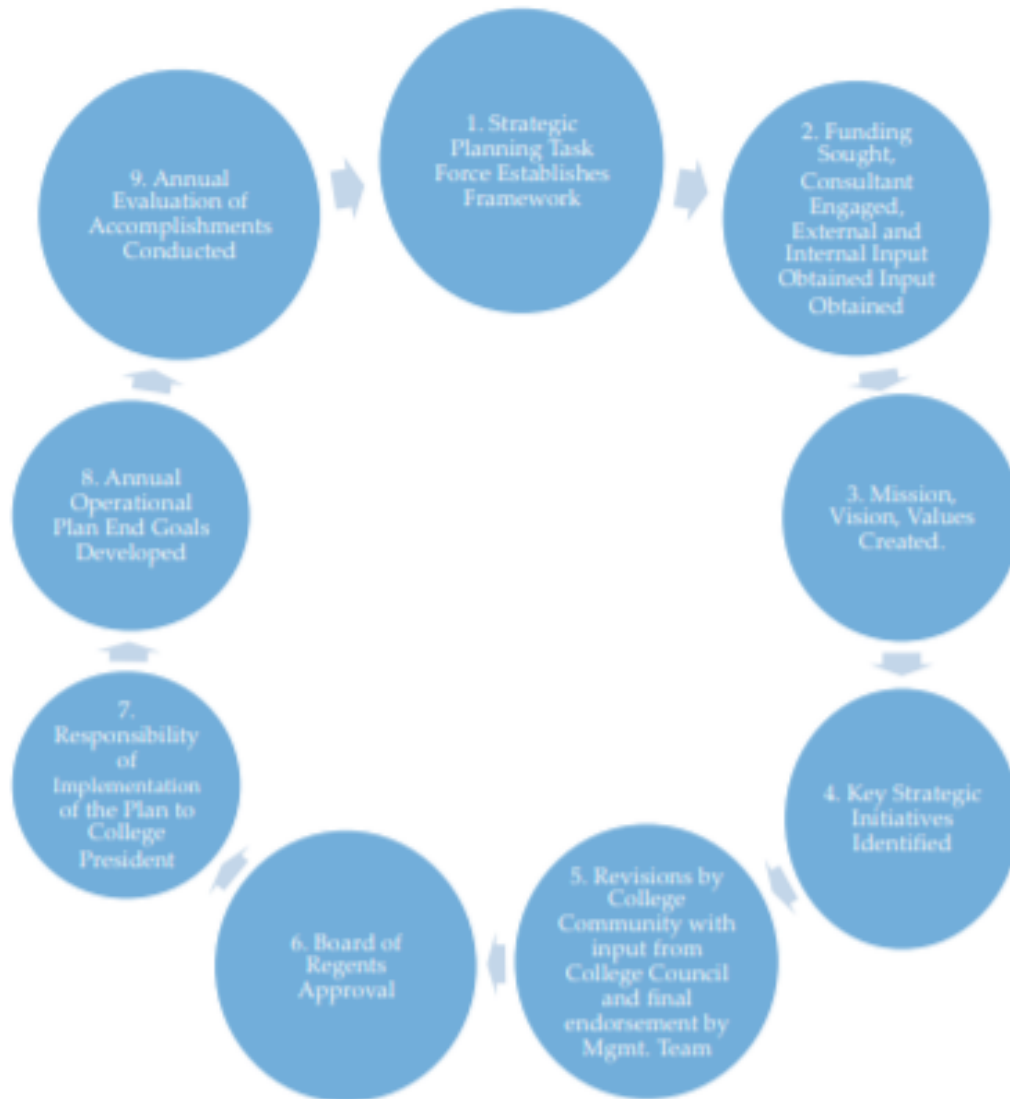 1. Strategic
Planning Task
Force Establishes
Framework
2. Funding
Sought,
Consultant
Engaged,
External and
Internal Input
Obtained Input
Obtained
3. Mission,
Vision, Values
Created.
4. Key Strategic
Initiatives
Identified
5. Revisions by
College
Community with
input from
College Council
and final
endorsement by
Mgmt. Team
6. Board of
Regents
Approval
7.
Responsibility
of
Implementation
of the Plan to
College
President
8. Annual
Operational
Plan End Goals
Developed
9. Annual
Evaluation of
Accomplishments
Conducted